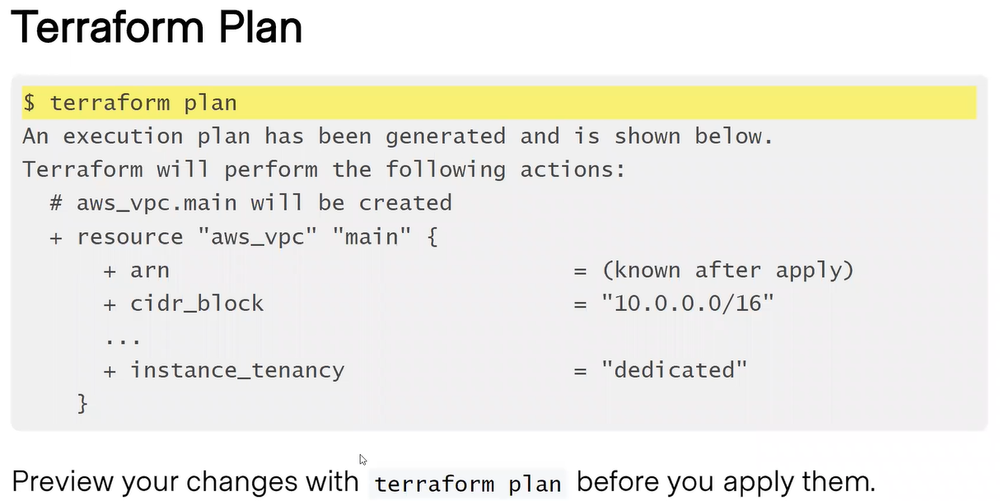 Terraform Plan
$ terraform plan
An execution plan has been generated and is shown below.
Terraform will perform the following actions:
  # aws_vpc.main will be created
  + resource "aws_vpc" "main" {
      + arn                              = (known after apply)
      + cidr_block                       = "10.0.0.0/16"
      ...
      + instance_tenancy                 = "dedicated"
    }
Preview your changes with terraform plan before you apply them.